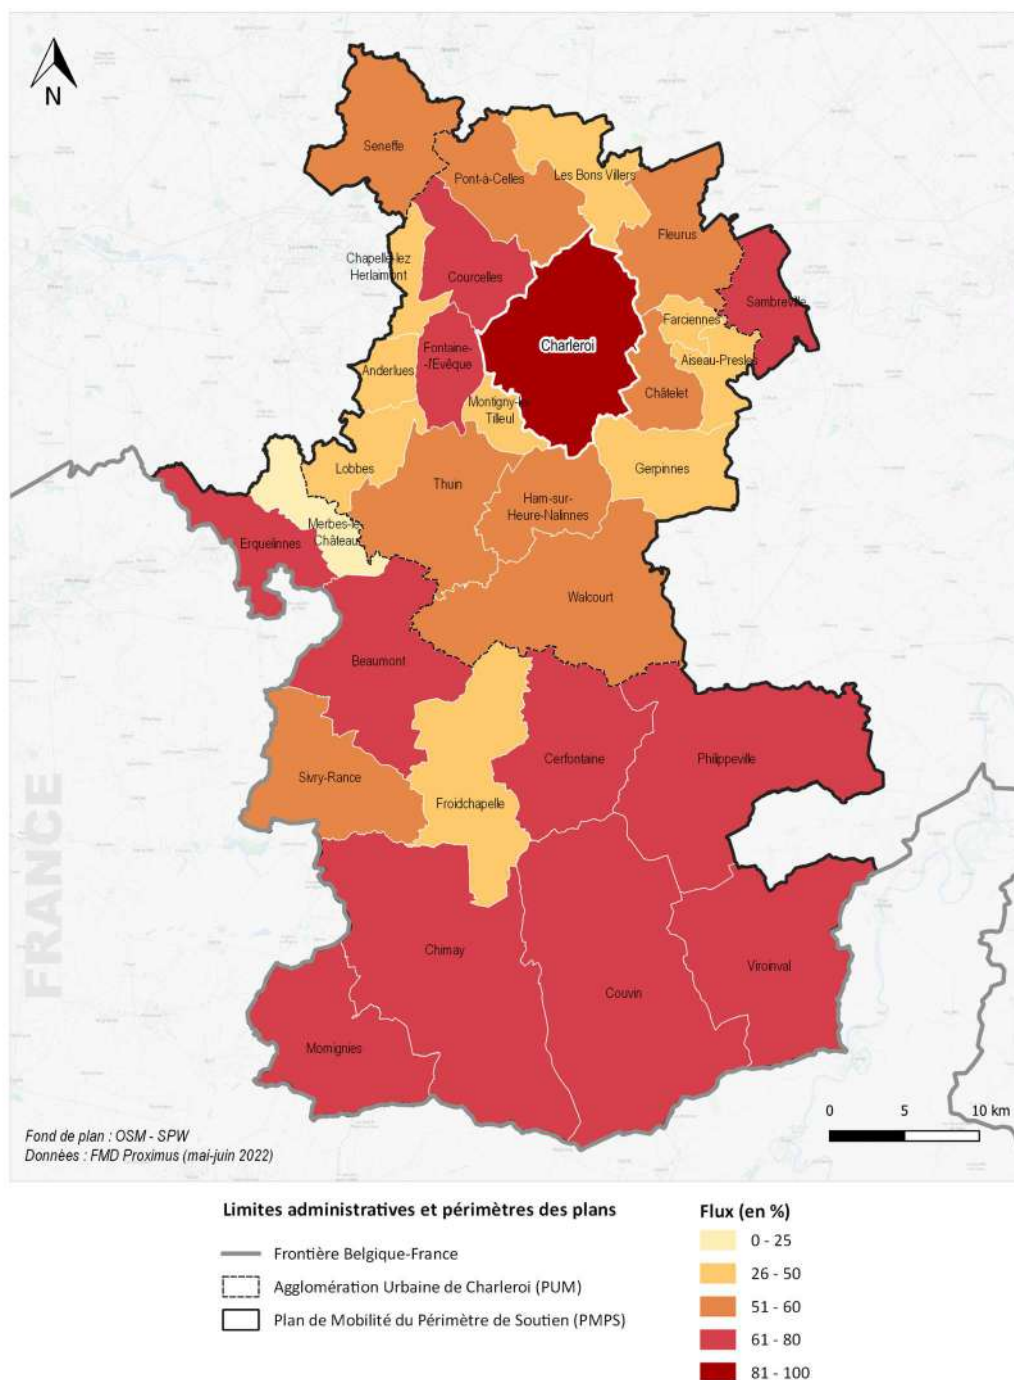 N
Seneffe
Pont-à-Celles
Les Bons Villers
Fleurus
Chapelle-lez
Herlaimont
Courcelles
Sambreville
Farciennes
Charleroi
Fontaine-
-l'Evêque
Aiseau-Presles
Anderlues
Châtelet
Montigny-le
Tilleul
Lobbes
Gerpinnes
Thuin
Ham-sur-
Heure-Nalinnes
Merbes-le-
Château
Erquelinnes
Walcourt
Beaumont
Cerfontaine
Philippeville
Sivry-Rance
Froidchapelle
FRANCE
Chimay
Viroinval
Couvin
Momignies
0 5 10 km
Fond de plan : OSM - SPW
Données : FMD Proximus (mai-juin 2022)
Limites administratives et périmètres des plans
Frontière Belgique-France
Agglomération Urbaine de Charleroi (PUM)
Plan de Mobilité du Périmètre de Soutien (PMPS)
Flux (en %)
0 - 25
26 - 50
51 - 60
61 - 80
81 - 100